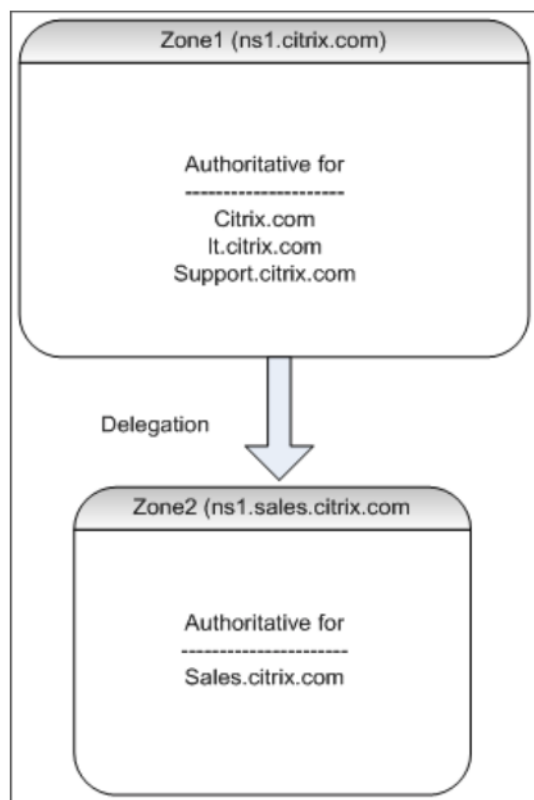 Zone1 (ns1.citrix.com)
Authoritative for
---------------------
Citrix.com
It.citrix.com
Support.citrix.com
Delegation
Zone2 (ns1.sales.citrix.com
Authoritative for
----------------------
Sales.citrix.com